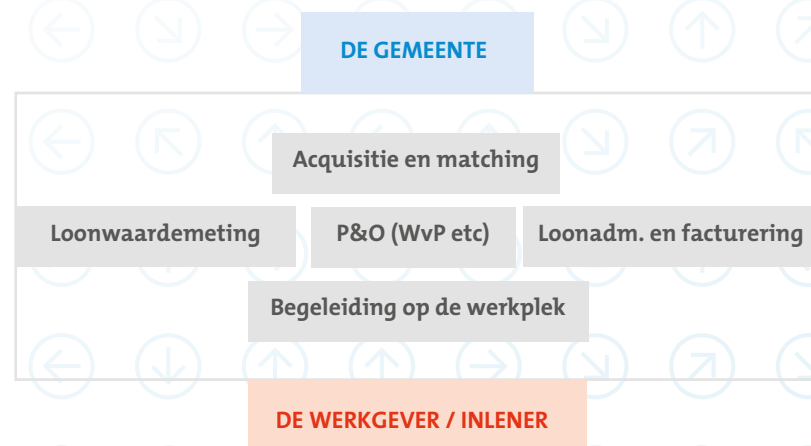 DE GEMEENTE
Acquisitie en matching
Loonwaardemeting
P&O (WvP etc)
Loonadm. en facturering
Begeleiding op de werkplek
DE WERKGEVER / INLENER